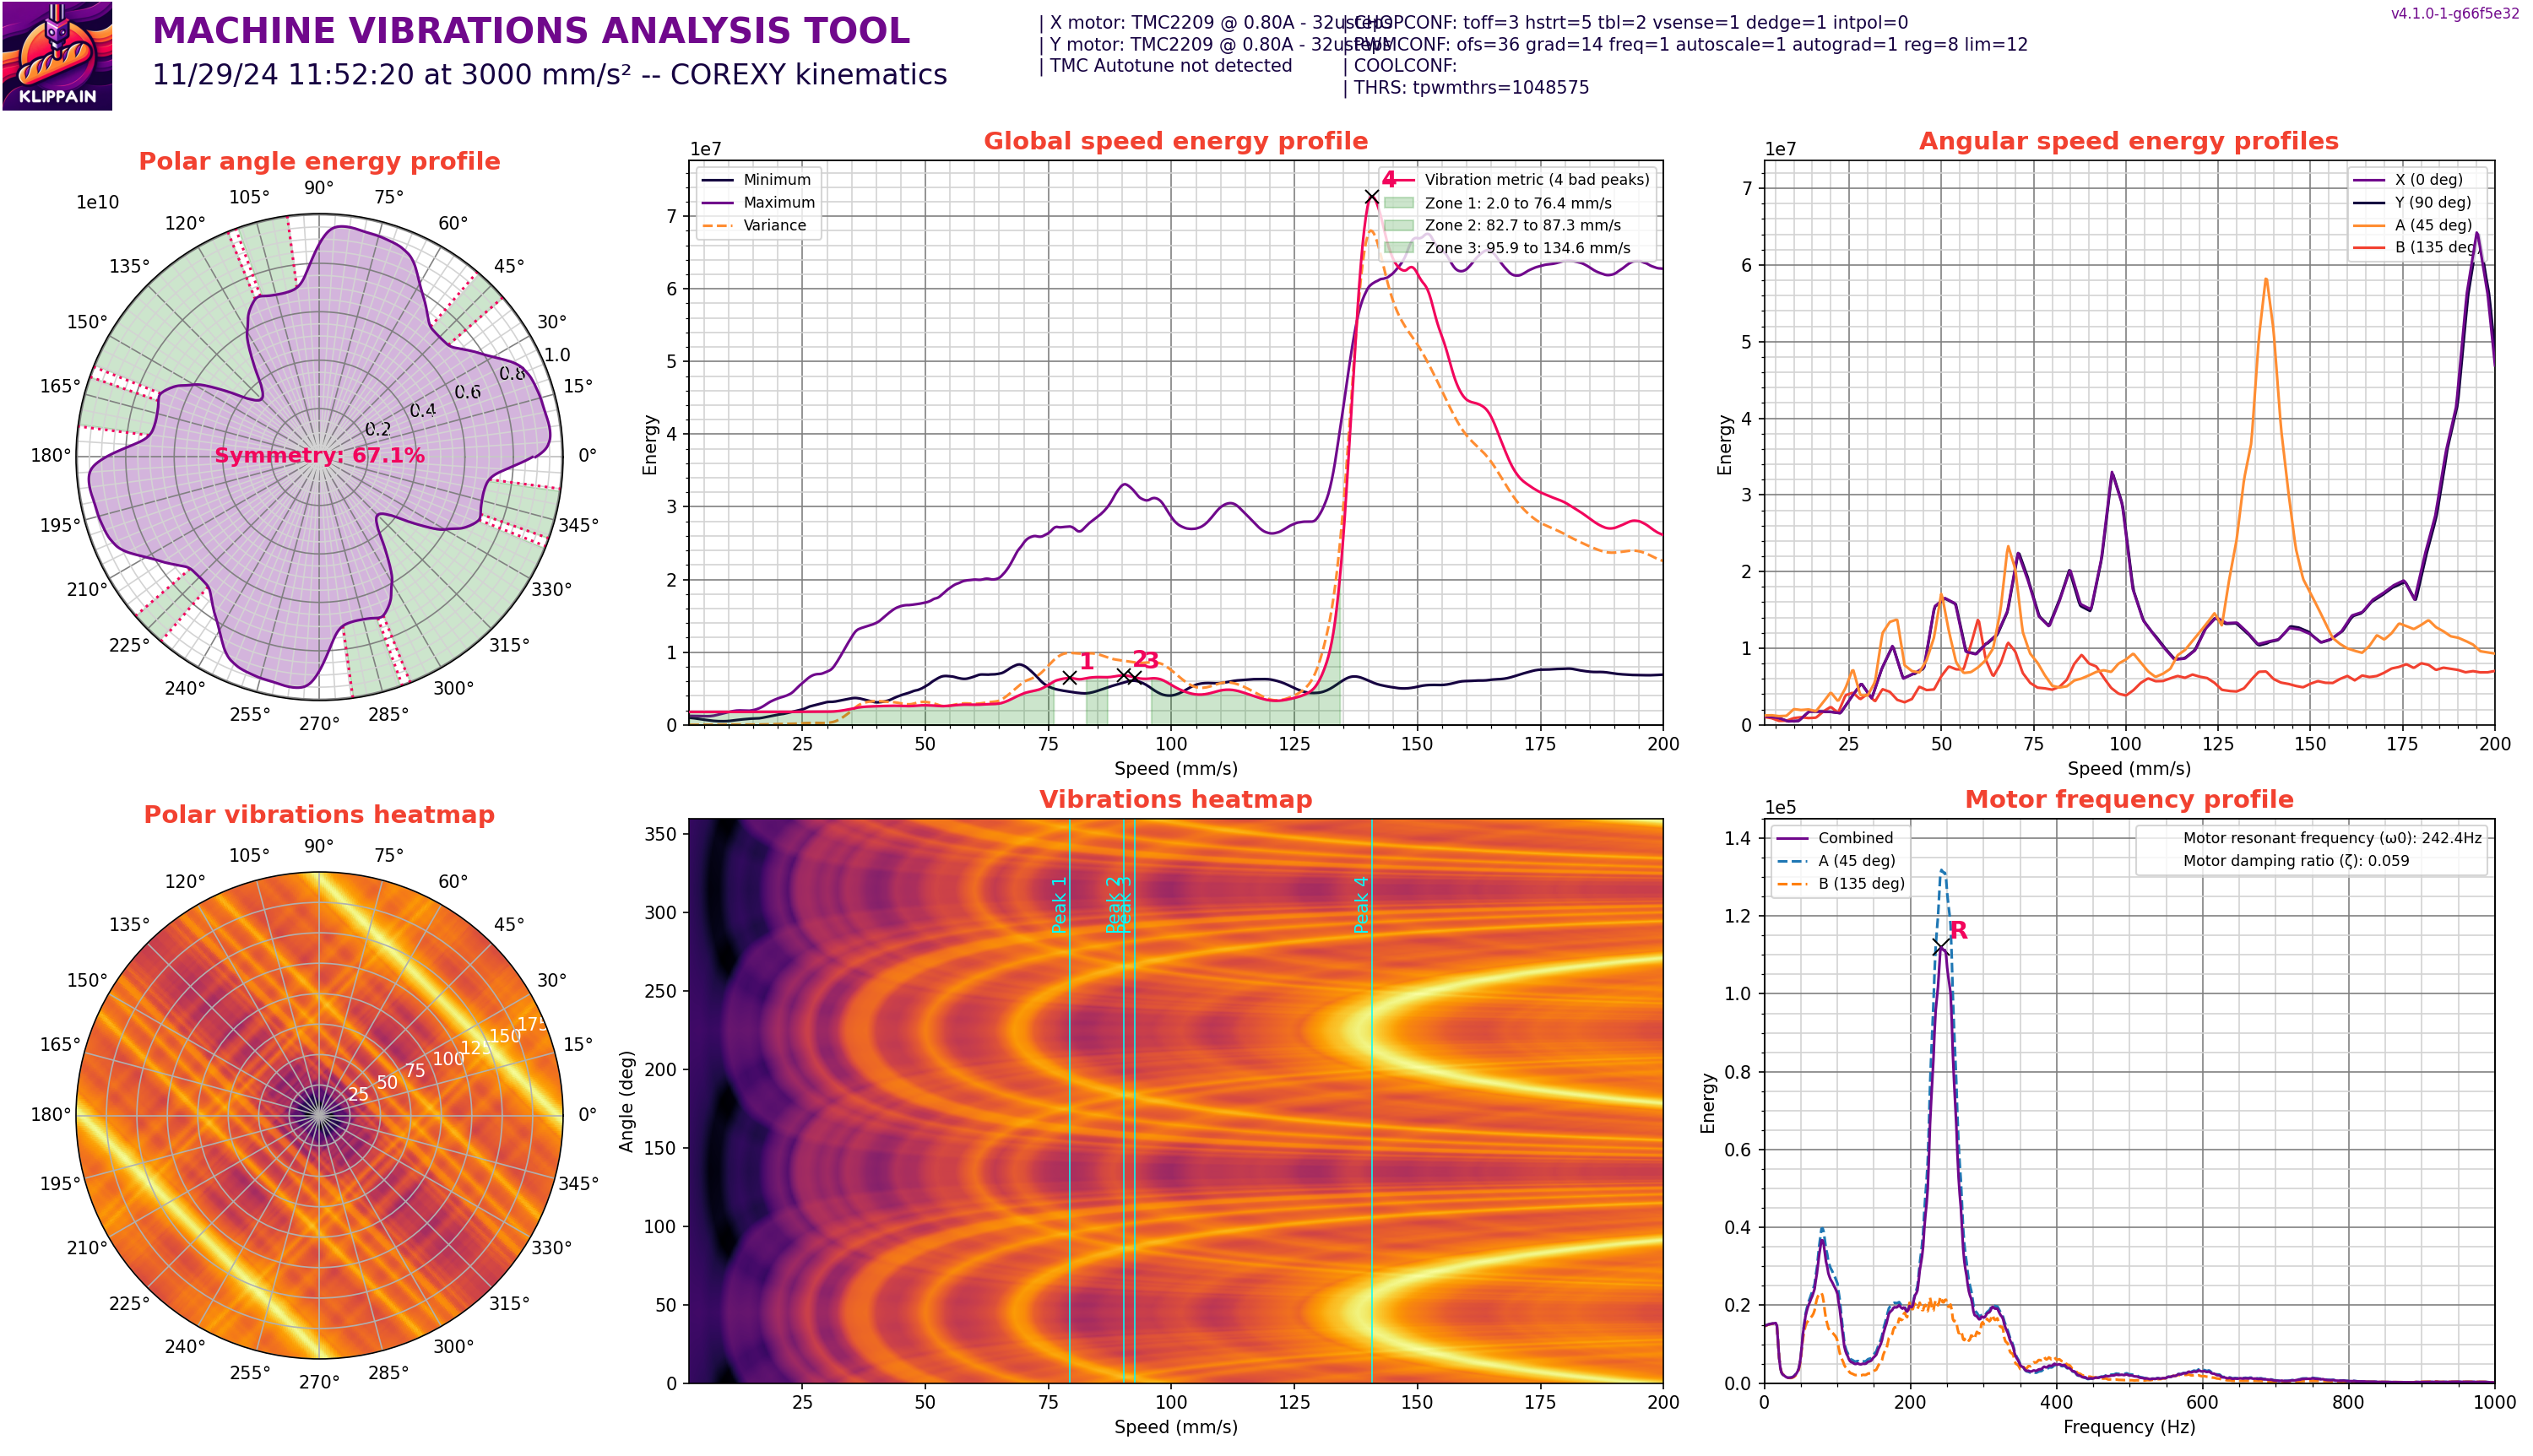 KLIPPAIN
MACHINE VIBRATIONS ANALYSIS TOOL
11/29/24 11:52:20 at 3000 mm/s² -- COREXY kinematics
| X motor: TMC2209 @ 0.80A - 32usteps
| Y motor: TMC2209 @ 0.80A - 32usteps
| TMC Autotune not detected
| CHOPCONF: toff=3 hstrt=5 tbl=2 vsense=1 dedge=1 intpol=0
| PWMCONF: ofs=36 grad=14 freq=1 autoscale=1 autograd=1 reg=8 lim=12
| COOLCONF:
| THRS: tpwmthrs=1048575
v4.1.0-1-g66f5e32
Polar angle energy profile
1e10
0°
15°
30°
45°
60°
75°
90°
105°
120°
135°
150°
165°
180°
195°
210°
225°
240°
255°
270°
285°
300°
315°
330°
345°
0.2
0.4
0.6
0.8
1.0
Symmetry: 67.1%
Global speed energy profile
1e7
Energy
7
6
5
4
3
2
1
0
Minimum
Maximum
Variance
Vibration metric (4 bad peaks)
Zone 1: 2.0 to 76.4 mm/s
Zone 2: 82.7 to 87.3 mm/s
Zone 3: 95.9 to 134.6 mm/s
1
2
3
4
25 50 75 100 125 150 175 200
Speed (mm/s)
Angular speed energy profiles
1e7
Energy
7
6
5
4
3
2
1
0
X (0 deg)
Y (90 deg)
A (45 deg)
B (135 deg)
25 50 75 100 125 150 175 200
Speed (mm/s)
Polar vibrations heatmap
0°
15°
30°
45°
60°
75°
90°
105°
120°
135°
150°
165°
180°
195°
210°
225°
240°
255°
270°
285°
300°
315°
330°
345°
25
50
75
100
125
150
175
Vibrations heatmap
Angle (deg)
350
300
250
200
150
100
50
0
Peak 1
Peak 2
Peak 3
Peak 4
25 50 75 100 125 150 175 200
Speed (mm/s)
Motor frequency profile
1e5
Energy
1.4
1.2
1.0
0.8
0.6
0.4
0.2
0.0
Combined
A (45 deg)
B (135 deg)
Motor resonant frequency (ω0): 242.4Hz
Motor damping ratio (ζ): 0.059
R
0 200 400 600 800 1000
Frequency (Hz)